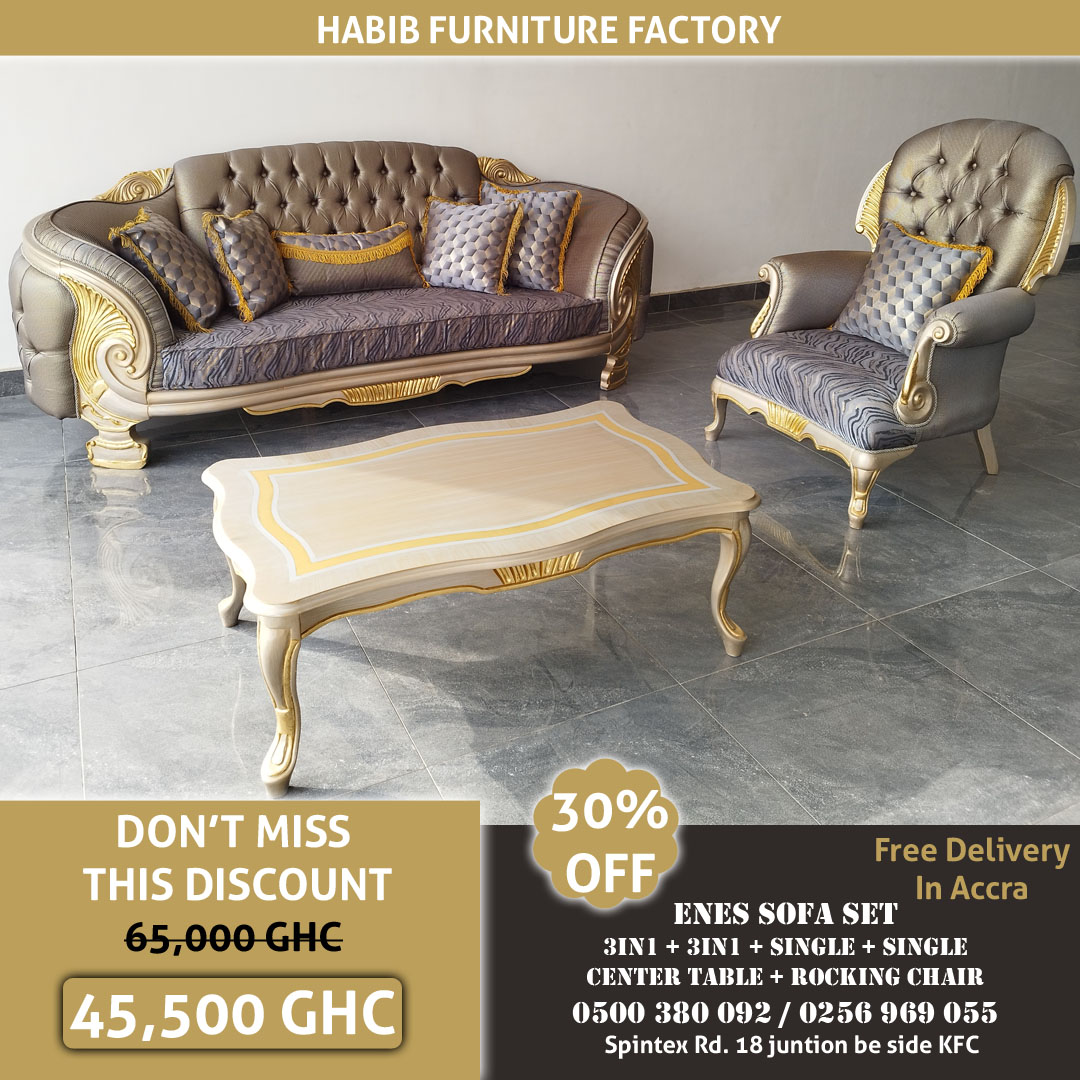 HABIB FURNITURE FACTORY
DON'T MISS
THIS DISCOUNT
65,000 GHC
45,500 GHC
30%
OFF
Free Delivery
In Accra
ENES SOFA SET
3IN1 + 3IN1 + SINGLE + SINGLE
CENTER TABLE + ROCKING CHAIR
0500 380 092 / 0256 969 055
Spintex Rd. 18 juntion be side KFC